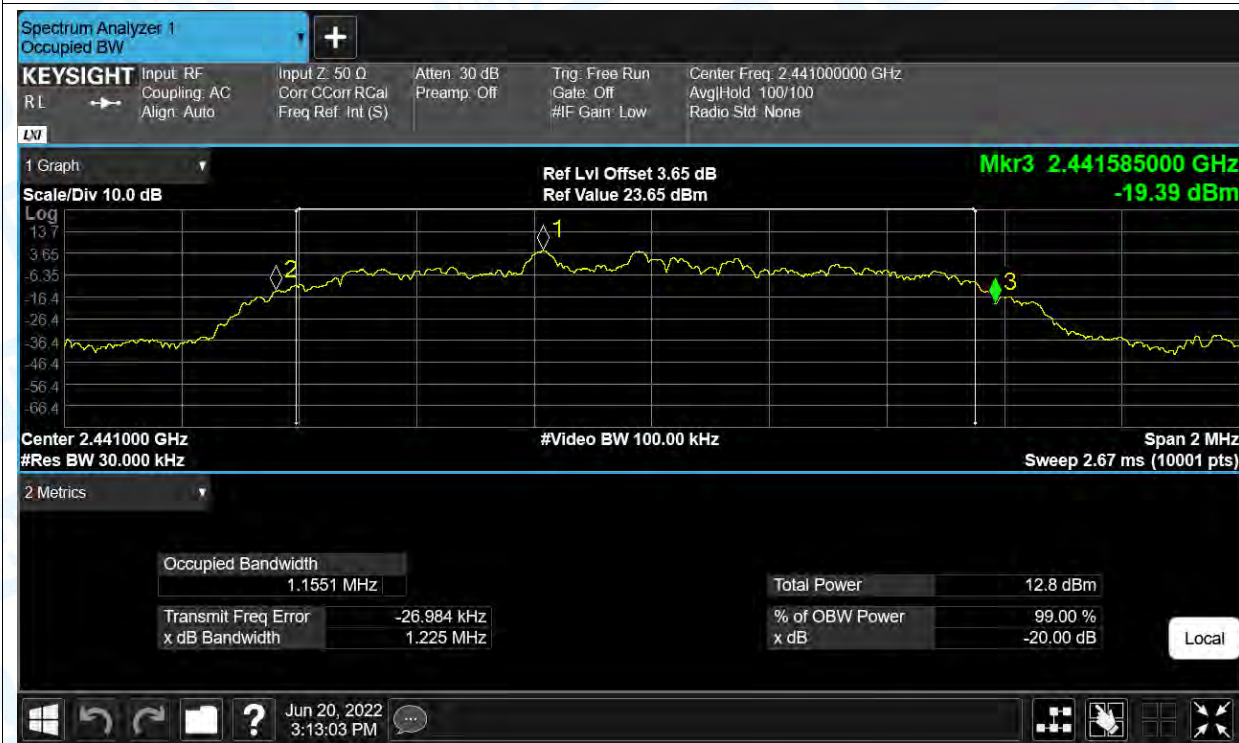 Spectrum Analyzer 1
Occupied BW
+
KEYSIGHT
R L
LXI
Input: RF
Coupling: AC
Align: Auto
Input Z: 50 Ω
Corr CCorr RCal
Freq Ref: Int (S)
Atten: 30 dB
Preamp: Off
Trig: Free Run
Gate: Off
#IF Gain: Low
Center Freq: 2.441000000 GHz
Avg|Hold: 100/100
Radio Std: None
1 Graph
Scale/Div 10.0 dB
Ref Lvl Offset 3.65 dB
Ref Value 23.65 dBm
Mkr3 2.441585000 GHz
-19.39 dBm
Log
13.7
3.65
-6.35
-16.4
-26.4
-36.4
-46.4
-56.4
-66.4
1
2
3
Center 2.441000 GHz
#Res BW 30.000 kHz
#Video BW 100.00 kHz
Span 2 MHz
Sweep 2.67 ms (10001 pts)
2 Metrics
Occupied Bandwidth
1.1551 MHz
Transmit Freq Error -26.984 kHz
x dB Bandwidth 1.225 MHz
Total Power 12.8 dBm
% of OBW Power 99.00 %
x dB -20.00 dB
Local
?
Jun 20, 2022
3:13:03 PM